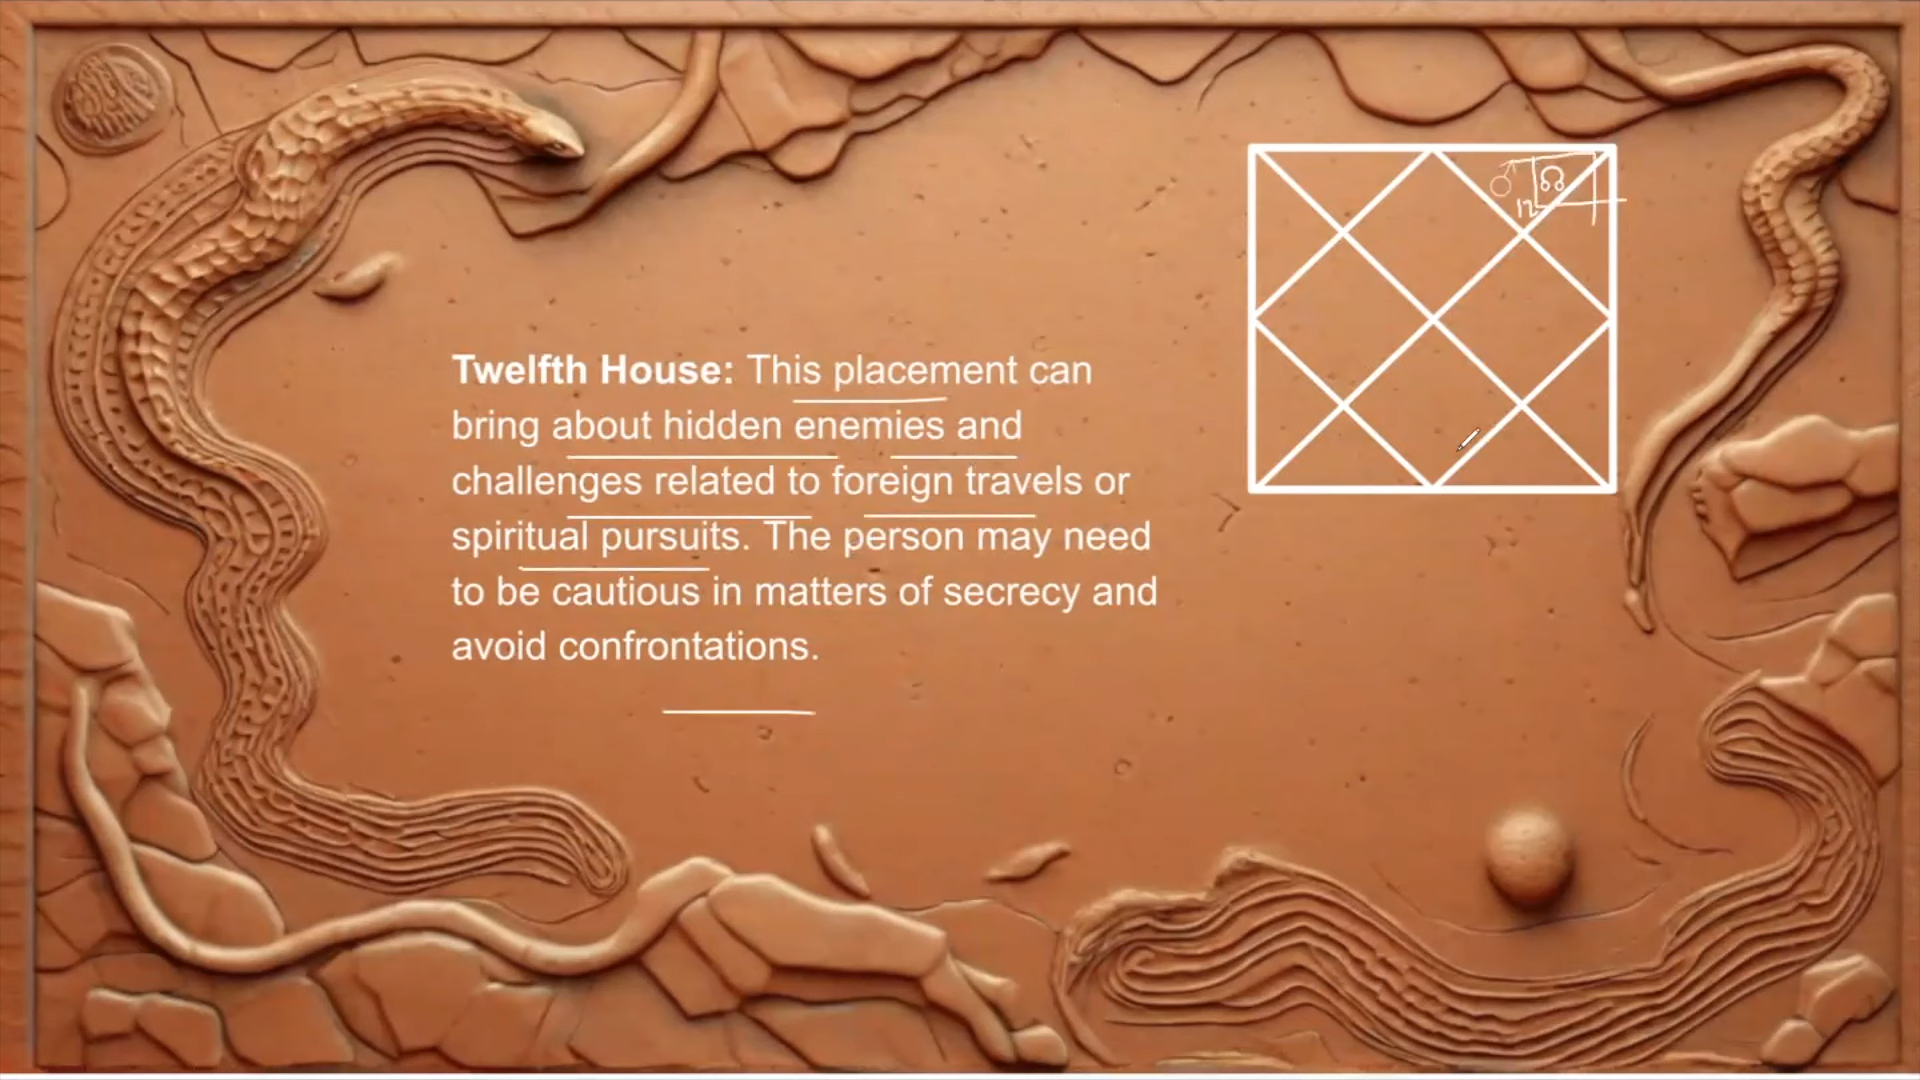 Twelfth House: This placement can
bring about hidden enemies and
challenges related to foreign travels or
spiritual pursuits. The person may need
to be cautious in matters of secrecy and
avoid confrontations.
♂ ☊
12